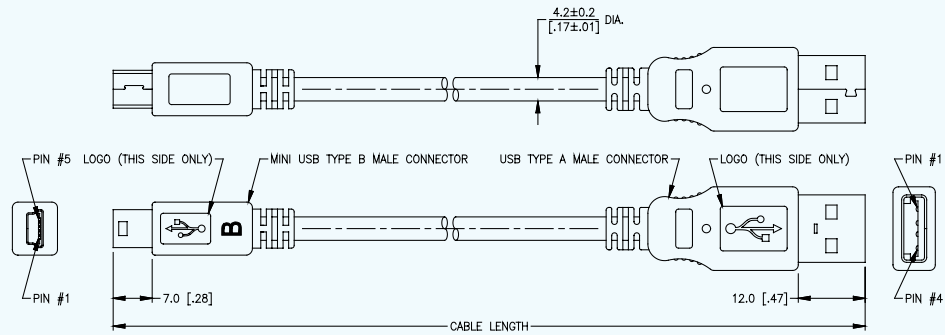 4.2±0.2
[.17±.01] DIA.
PIN #5 LOGO (THIS SIDE ONLY) MINI USB TYPE B MALE CONNECTOR USB TYPE A MALE CONNECTOR LOGO (THIS SIDE ONLY) PIN #1
B
PIN #1 7.0 [.28] 12.0 [.47] PIN #4
CABLE LENGTH